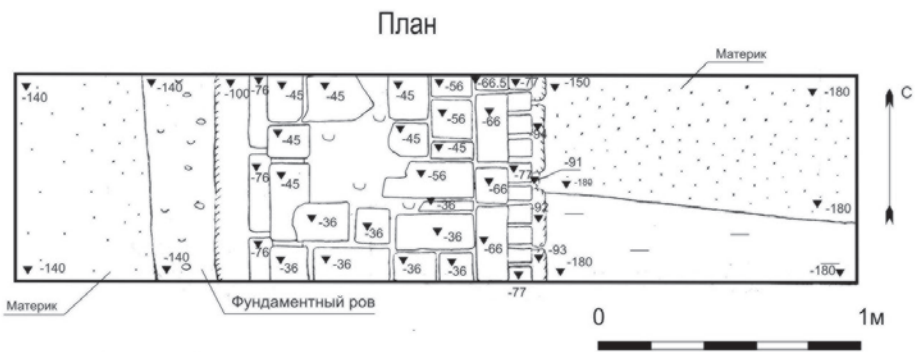 План
Материк
-140 -140 -100 -76 -45 -45 -45 -56 -66.5 -77 -150 -180 С
-56 -66 -94
-45 -45 -45
-91
-76 -45 -56 -66 -77 -180
-36 -92 -180
-36 -36 -36
-76 -66 -93
-140 -140 -36 -36 -36 -36 -180 -180
-77
Материк Фундаментный ров
0 1м